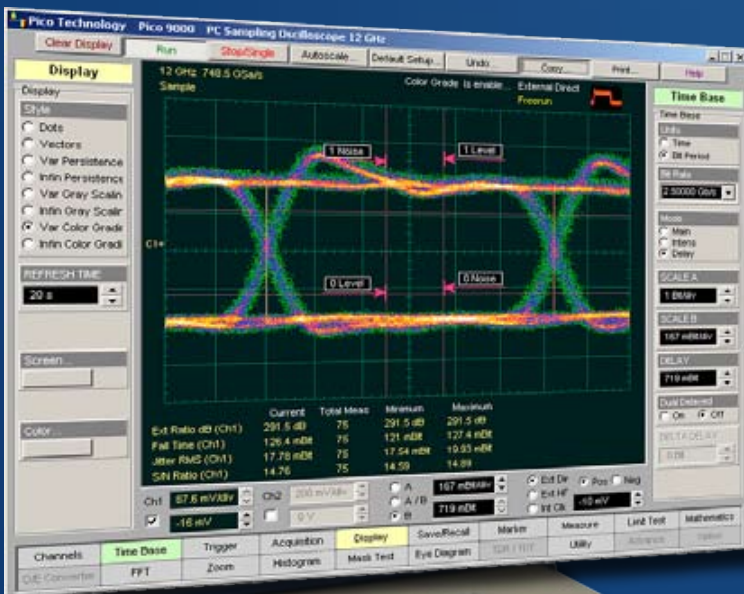 Pico Technology Pico 9000 PC Sampling Oscilloscope 12 GHz
Clear Display Run Stop/Single Autoscale... Default Setup... Undo Copy... Print... Help
Display
Display
Style
Dots
Vectors
Var Persistence
Infin Persistence
Var Gray Scalin
Infin Gray Scalin
Var Color Gradi
Infin Color Gradi
REFRESH TIME
20 s
Screen...
Color...
12 GHz 748.5 GSa/s
Sample
Color Grade is enable...
External Direct
Freerun
1 Noise
1 Level
C1+
0 Level
0 Noise
Current Total Meas Minimum Maximum
Ext Ratio dB (Ch1) 291.5 dB 75 291.5 dB 291.5 dB
Fall Time (Ch1) 126.4 mBit 75 121 mBit 127.4 mBit
Jitter RMS (Ch1) 17.78 mBit 75 17.54 mBit 19.93 mBit
S/N Ratio (Ch1) 14.76 75 14.59 14.89
Ch1 67.6 mV/div Ch2 200 mV/div A 167 mBit/div Ext Dir Pos Neg
-16 mV 0 V A / B B 719 mBit Ext HF Int Clk -10 mV
Time Base
Time Base
Units
Time
Bit Period
Bit Rate
2.50000 Gb/s
Mode
Main
Intens
Delay
SCALE A
1 Bit/div
SCALE B
167 mBit/div
DELAY
719 mBit
Dual Delayed
On Off
DELTA DELAY
0 Bit
Channels Time Base Trigger Acquisition Display Save/Recall Marker Measure Limit Test Mathematics
O/E Converter FFT Zoom Histogram Mask Test Eye Diagram TDR / TDT Utility